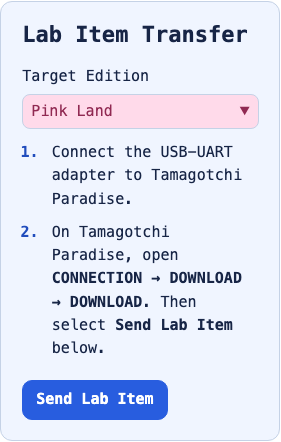 Lab Item Transfer
Target Edition
Pink Land ▼
1. Connect the USB-UART
adapter to Tamagotchi
Paradise.
2. On Tamagotchi
Paradise, open
CONNECTION → DOWNLOAD
→ DOWNLOAD. Then
select Send Lab Item
below.
Send Lab Item